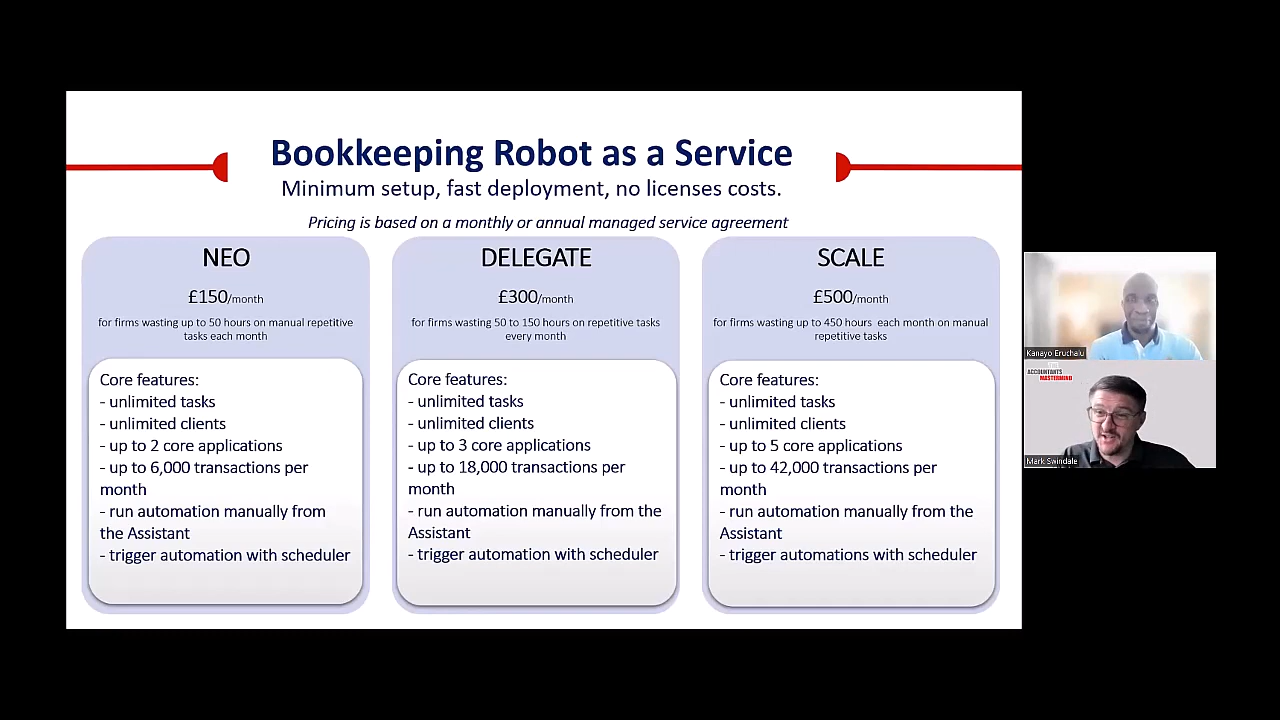 Bookkeeping Robot as a Service
Minimum setup, fast deployment, no licenses costs.
Pricing is based on a monthly or annual managed service agreement
NEO
£150/month
for firms wasting up to 50 hours on manual repetitive
tasks each month
Core features:
- unlimited tasks
- unlimited clients
- up to 2 core applications
- up to 6,000 transactions per
month
- run automation manually from
the Assistant
- trigger automation with scheduler
DELEGATE
£300/month
for firms wasting 50 to 150 hours on repetitive tasks
every month
Core features:
- unlimited tasks
- unlimited clients
- up to 3 core applications
- up to 18,000 transactions per
month
- run automation manually from the
Assistant
- trigger automation with scheduler
SCALE
£500/month
for firms wasting up to 450 hours each month on manual
repetitive tasks
Core features:
- unlimited tasks
- unlimited clients
- up to 5 core applications
- up to 42,000 transactions per
month
- run automation manually from the
Assistant
- trigger automations with scheduler
Kanayo Eruchalu
ACCOUNTANTS
MASTERMIND
Mark Swindale